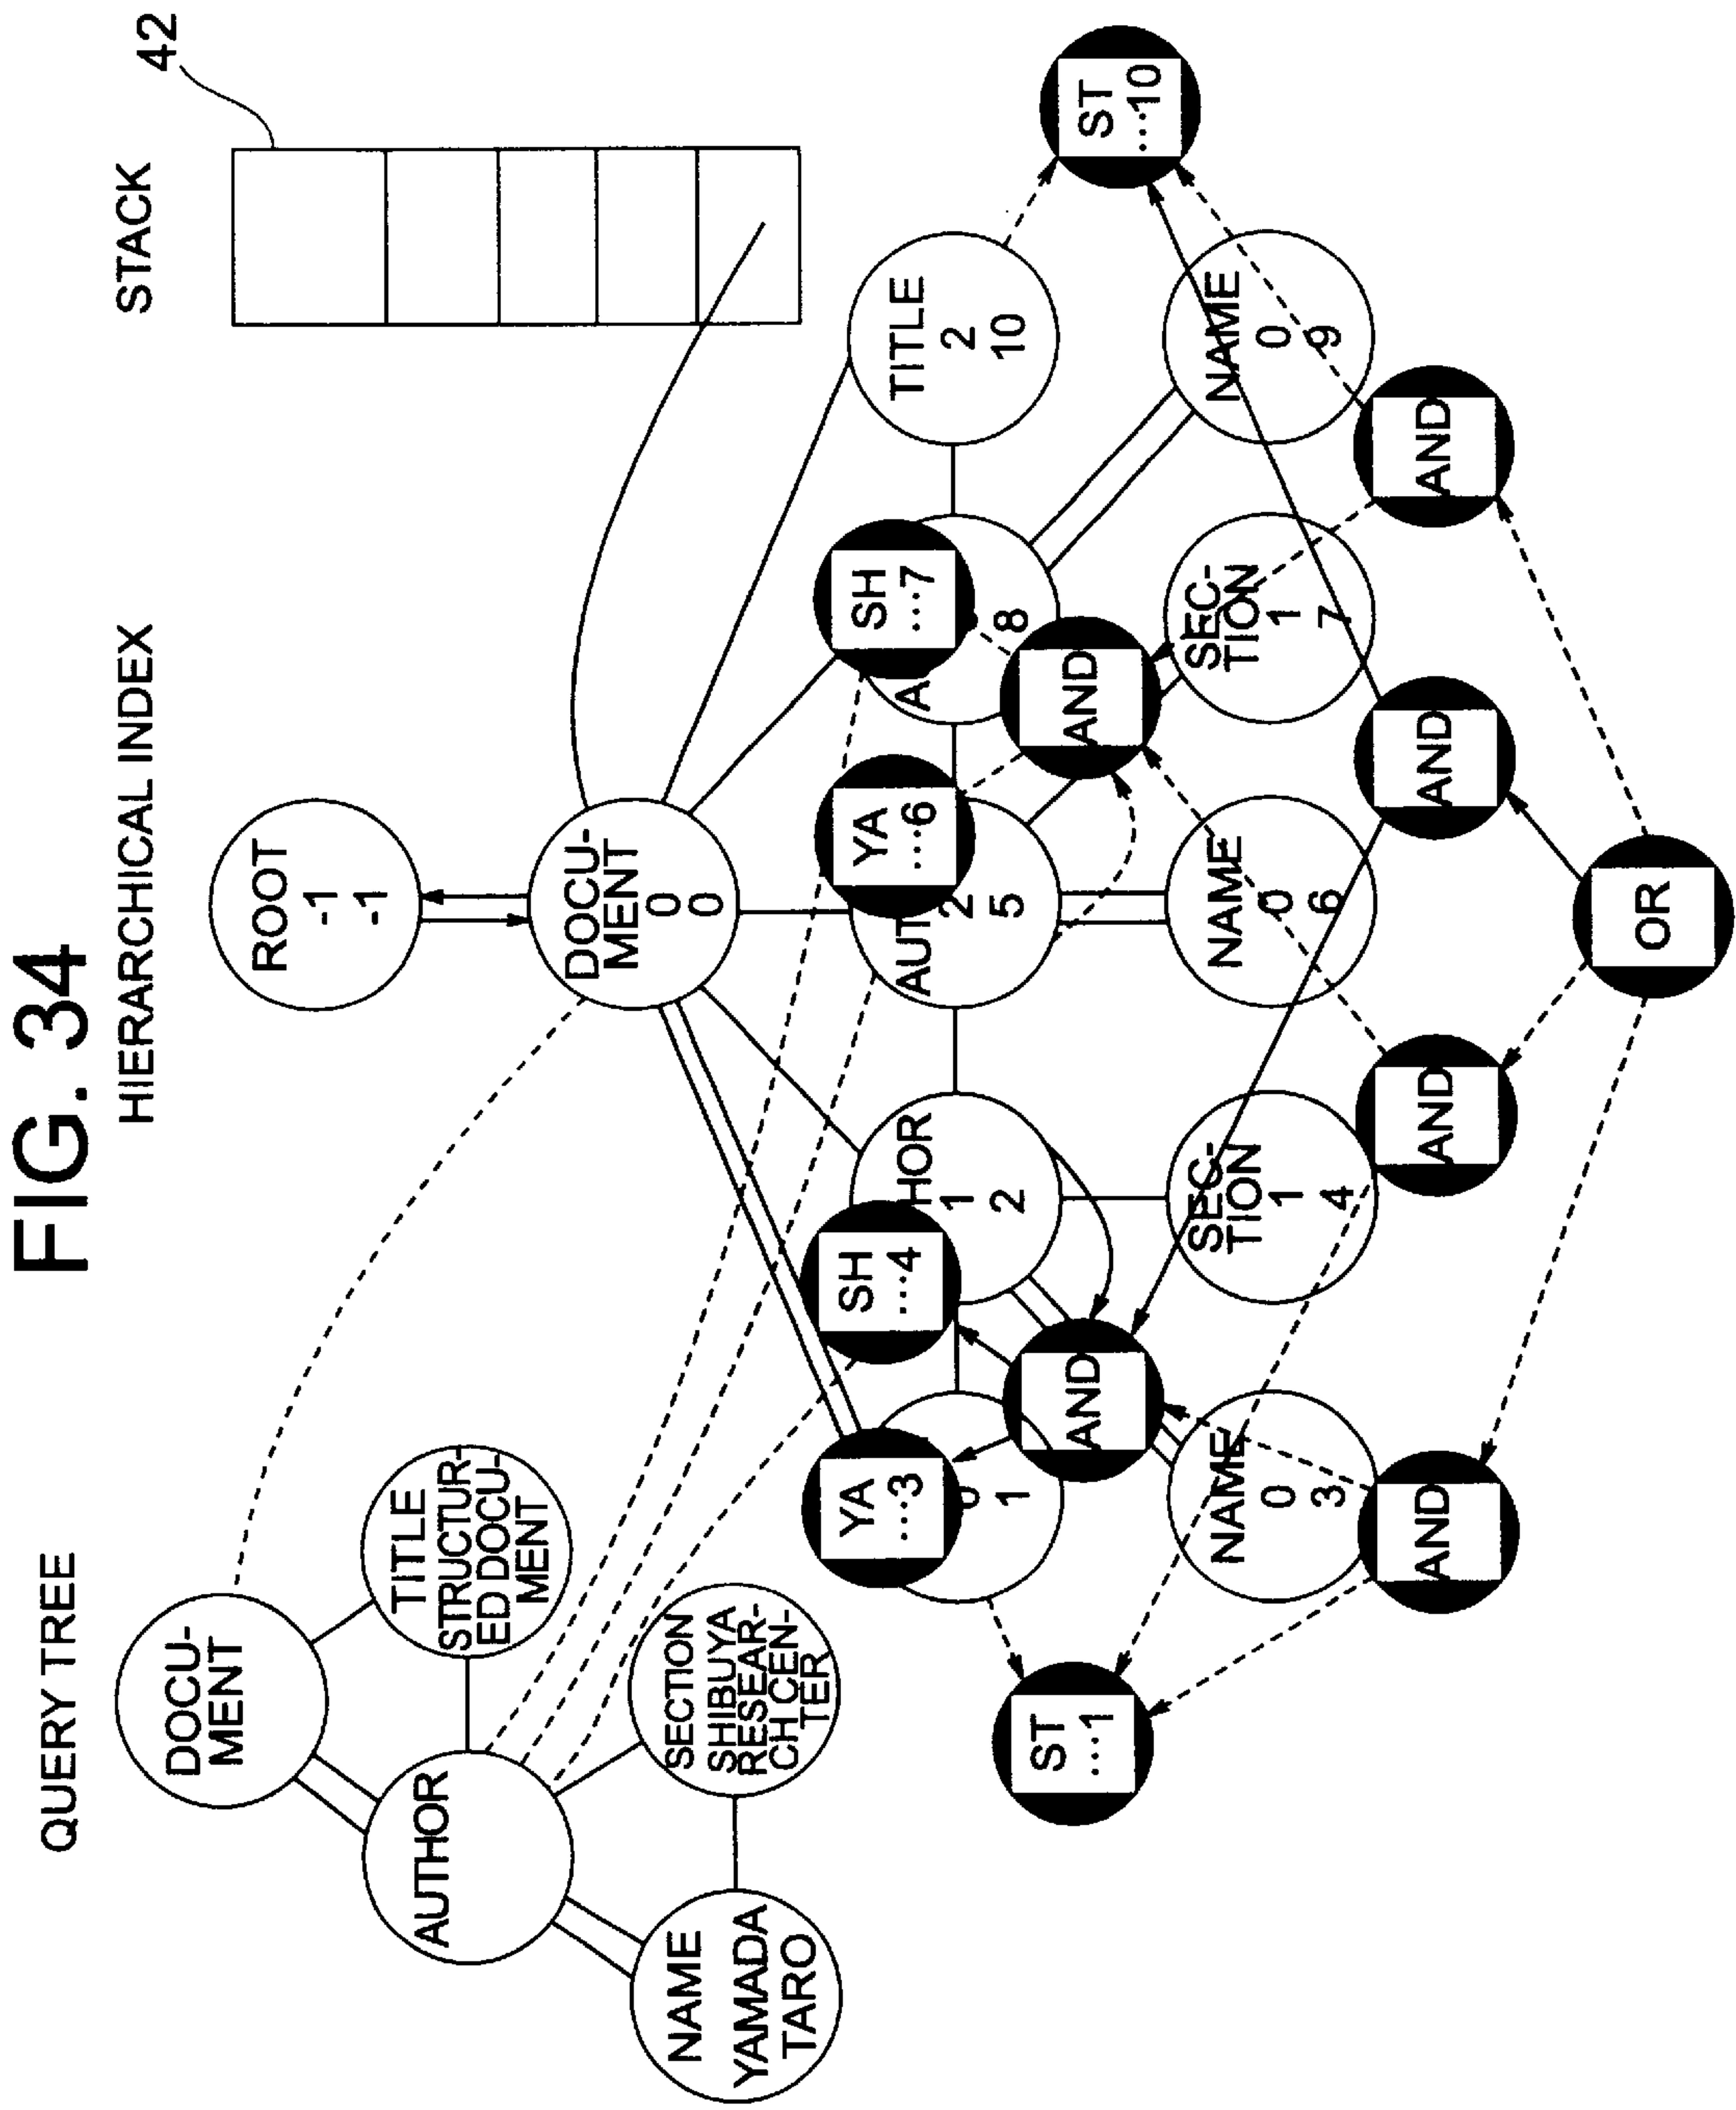 FIG. 34
QUERY TREE
HIERARCHICAL INDEX
STACK
42
DOCU-
MENT
AUTHOR
TITLE
STRUCTUR-
ED DOCU-
MENT
NAME
YAMADA
TARO
SECTION
SHIBUYA
RESEAR-
CH CEN-
TER
ROOT
-1
-1
DOCU-
MENT
0
0
YA
...3
1
SH
...4
HOR
1
2
YA
...6
AUT
2
5
SH
...7
A
8
TITLE
2
10
ST
...1
AND
AND
ST
...10
NAME
0
3
SEC-
TION
1
4
NAME
0
6
SEC-
TION
1
7
NAME
0
9
AND
AND
AND
AND
OR